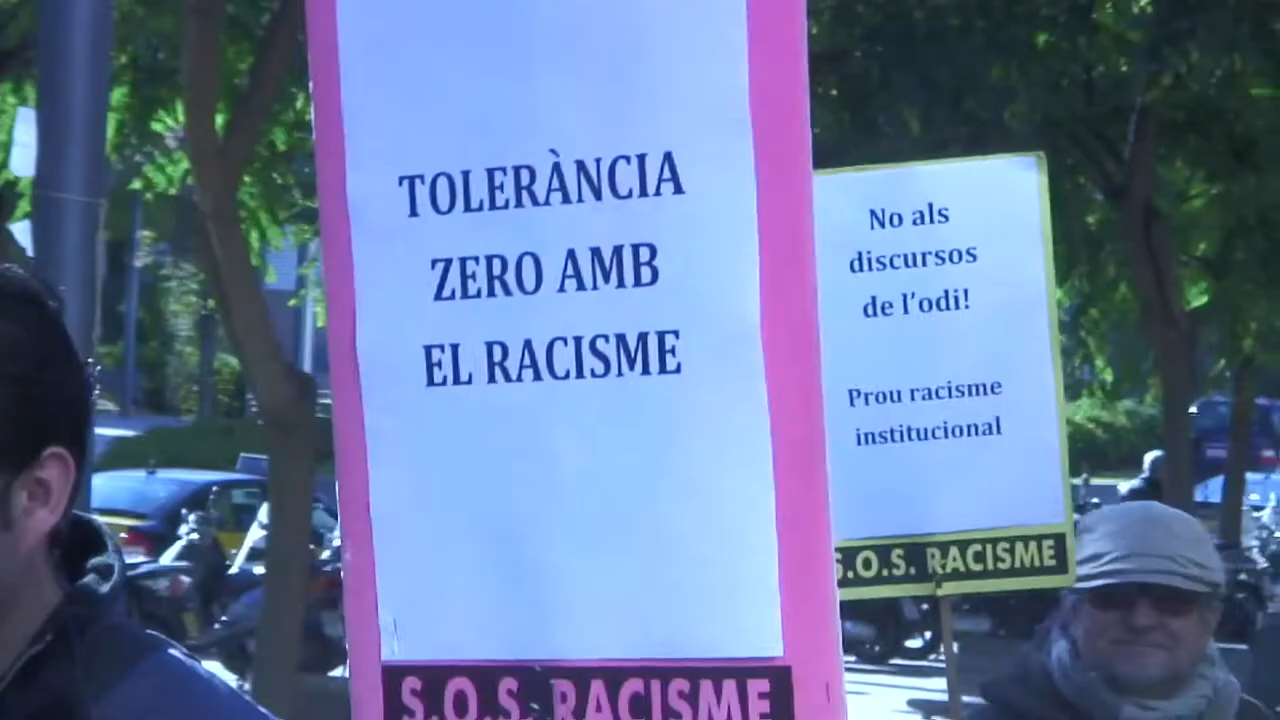 TOLERÀNCIA
ZERO AMB
EL RACISME
S.O.S. RACISME
No als
discursos
de l'odi!
Prou racisme
institucional
S.O.S. RACISME